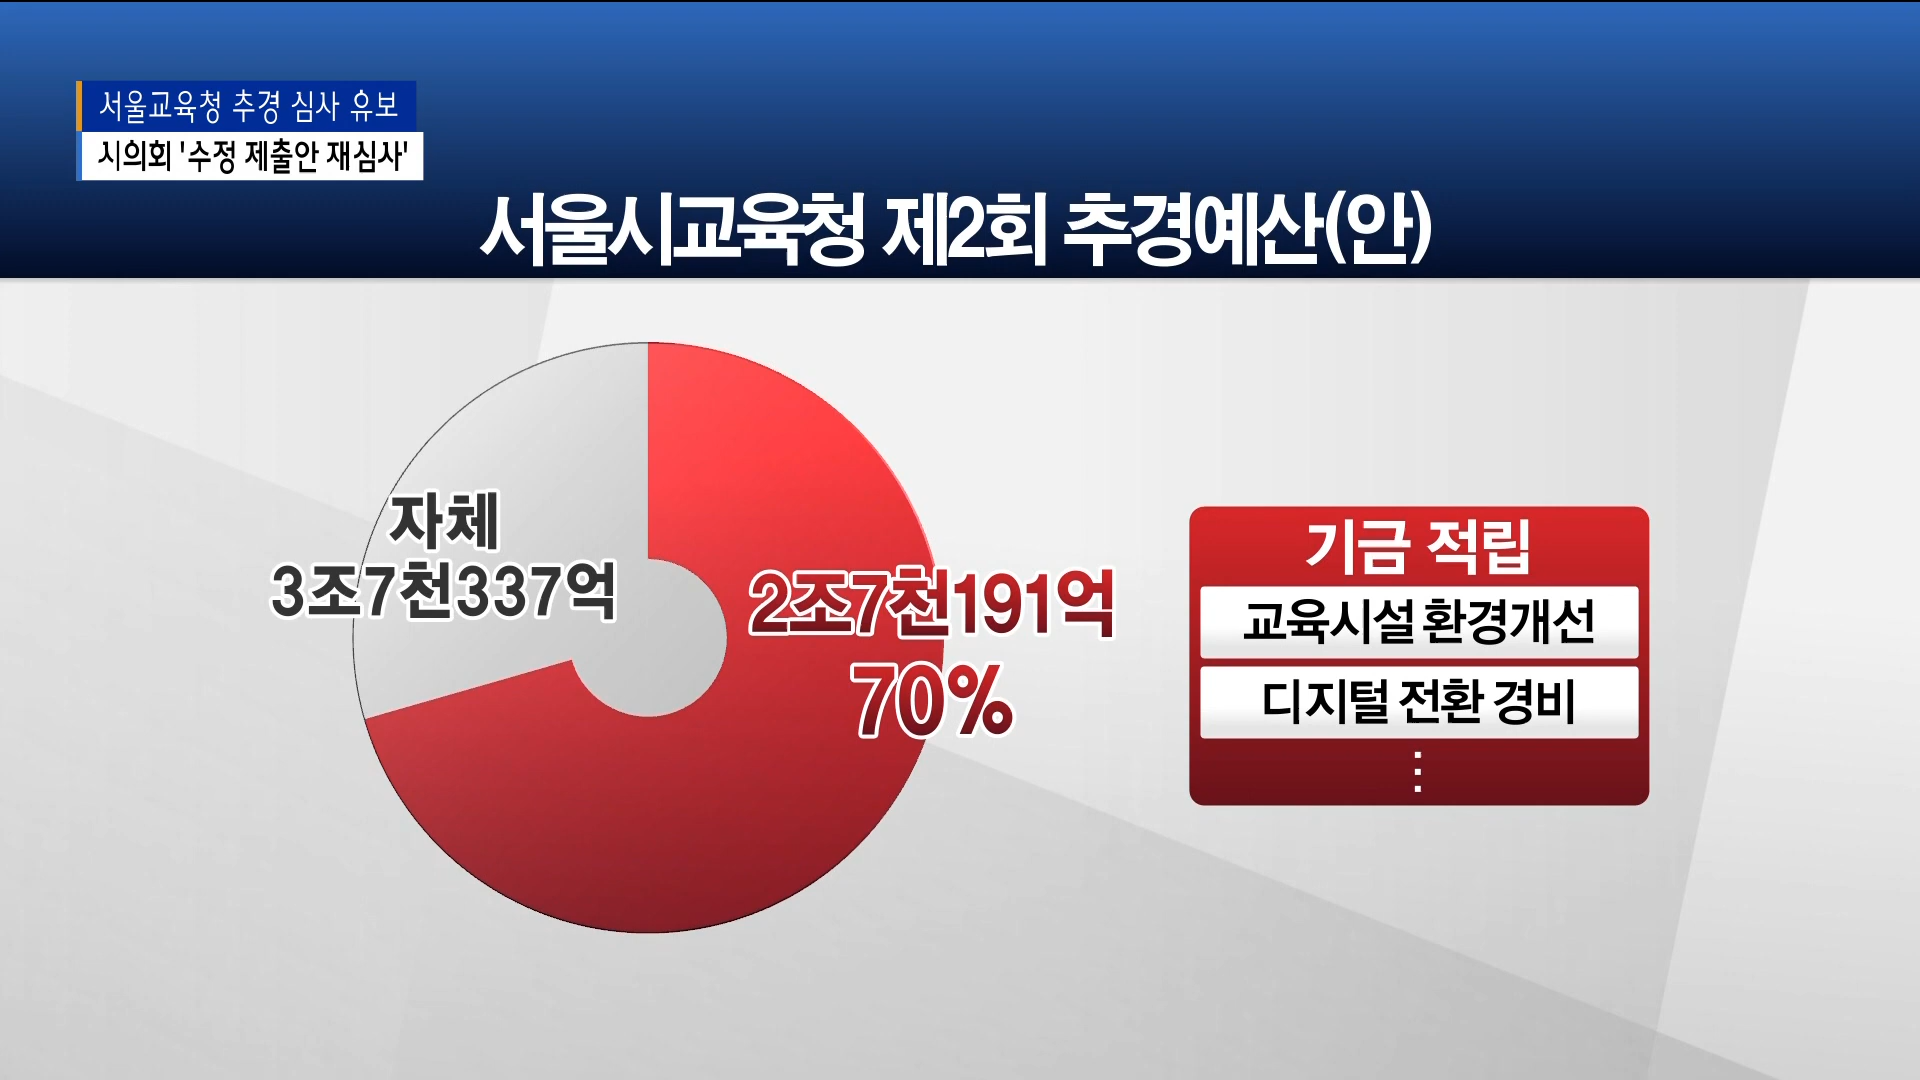 서울교육청 추경 심사 유보
시의회 '수정 제출안 재심사'
서울시교육청 제2회 추경예산(안)
자체
3조7천337억
2조7천191억
70%
기금 적립
교육시설 환경개선
디지털 전환 경비
⋮